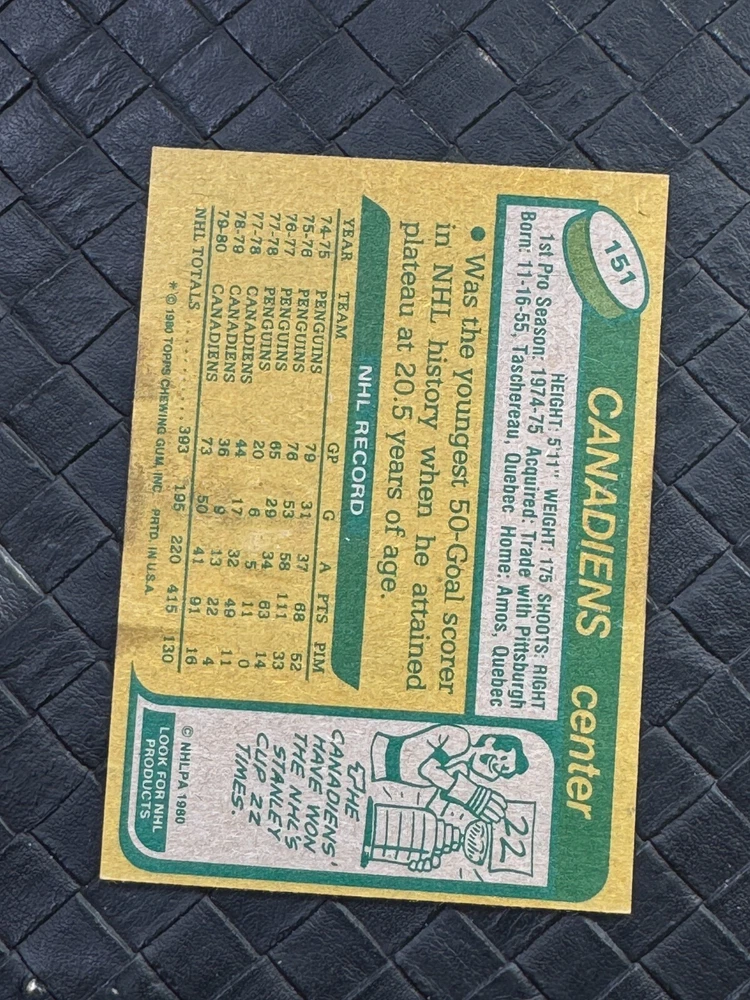 151
CANADIENS center
HEIGHT: 5'11" WEIGHT: 175 SHOOTS: RIGHT
1st Pro Season: 1974-75 Acquired: Trade with Pittsburgh
Born: 11-16-55, Taschereau, Quebec Home: Amos, Quebec
● Was the youngest 50-Goal scorer
in NHL history when he attained
plateau at 20.5 years of age.
NHL RECORD
YEAR TEAM GP G A PTS PIM
74-75 PENGUINS 79 31 37 68 52
75-76 PENGUINS 76 53 58 111 33
76-77 PENGUINS 65 29 34 63 14
77-78 PENGUINS 20 6 5 11 0
77-78 CANADIENS 44 17 32 49 11
78-79 CANADIENS 36 9 13 22 4
79-80 CANADIENS 73 50 41 91 16
NHL TOTALS ........... 393 195 220 415 130
* © 1980 TOPPS CHEWING GUM, INC. PRTD. IN U.S.A.
22
THE
CANADIENS'
HAVE WON
THE NHL'S
STANLEY
CUP 22
TIMES.
© NHLPA 1980
LOOK FOR NHL
PRODUCTS